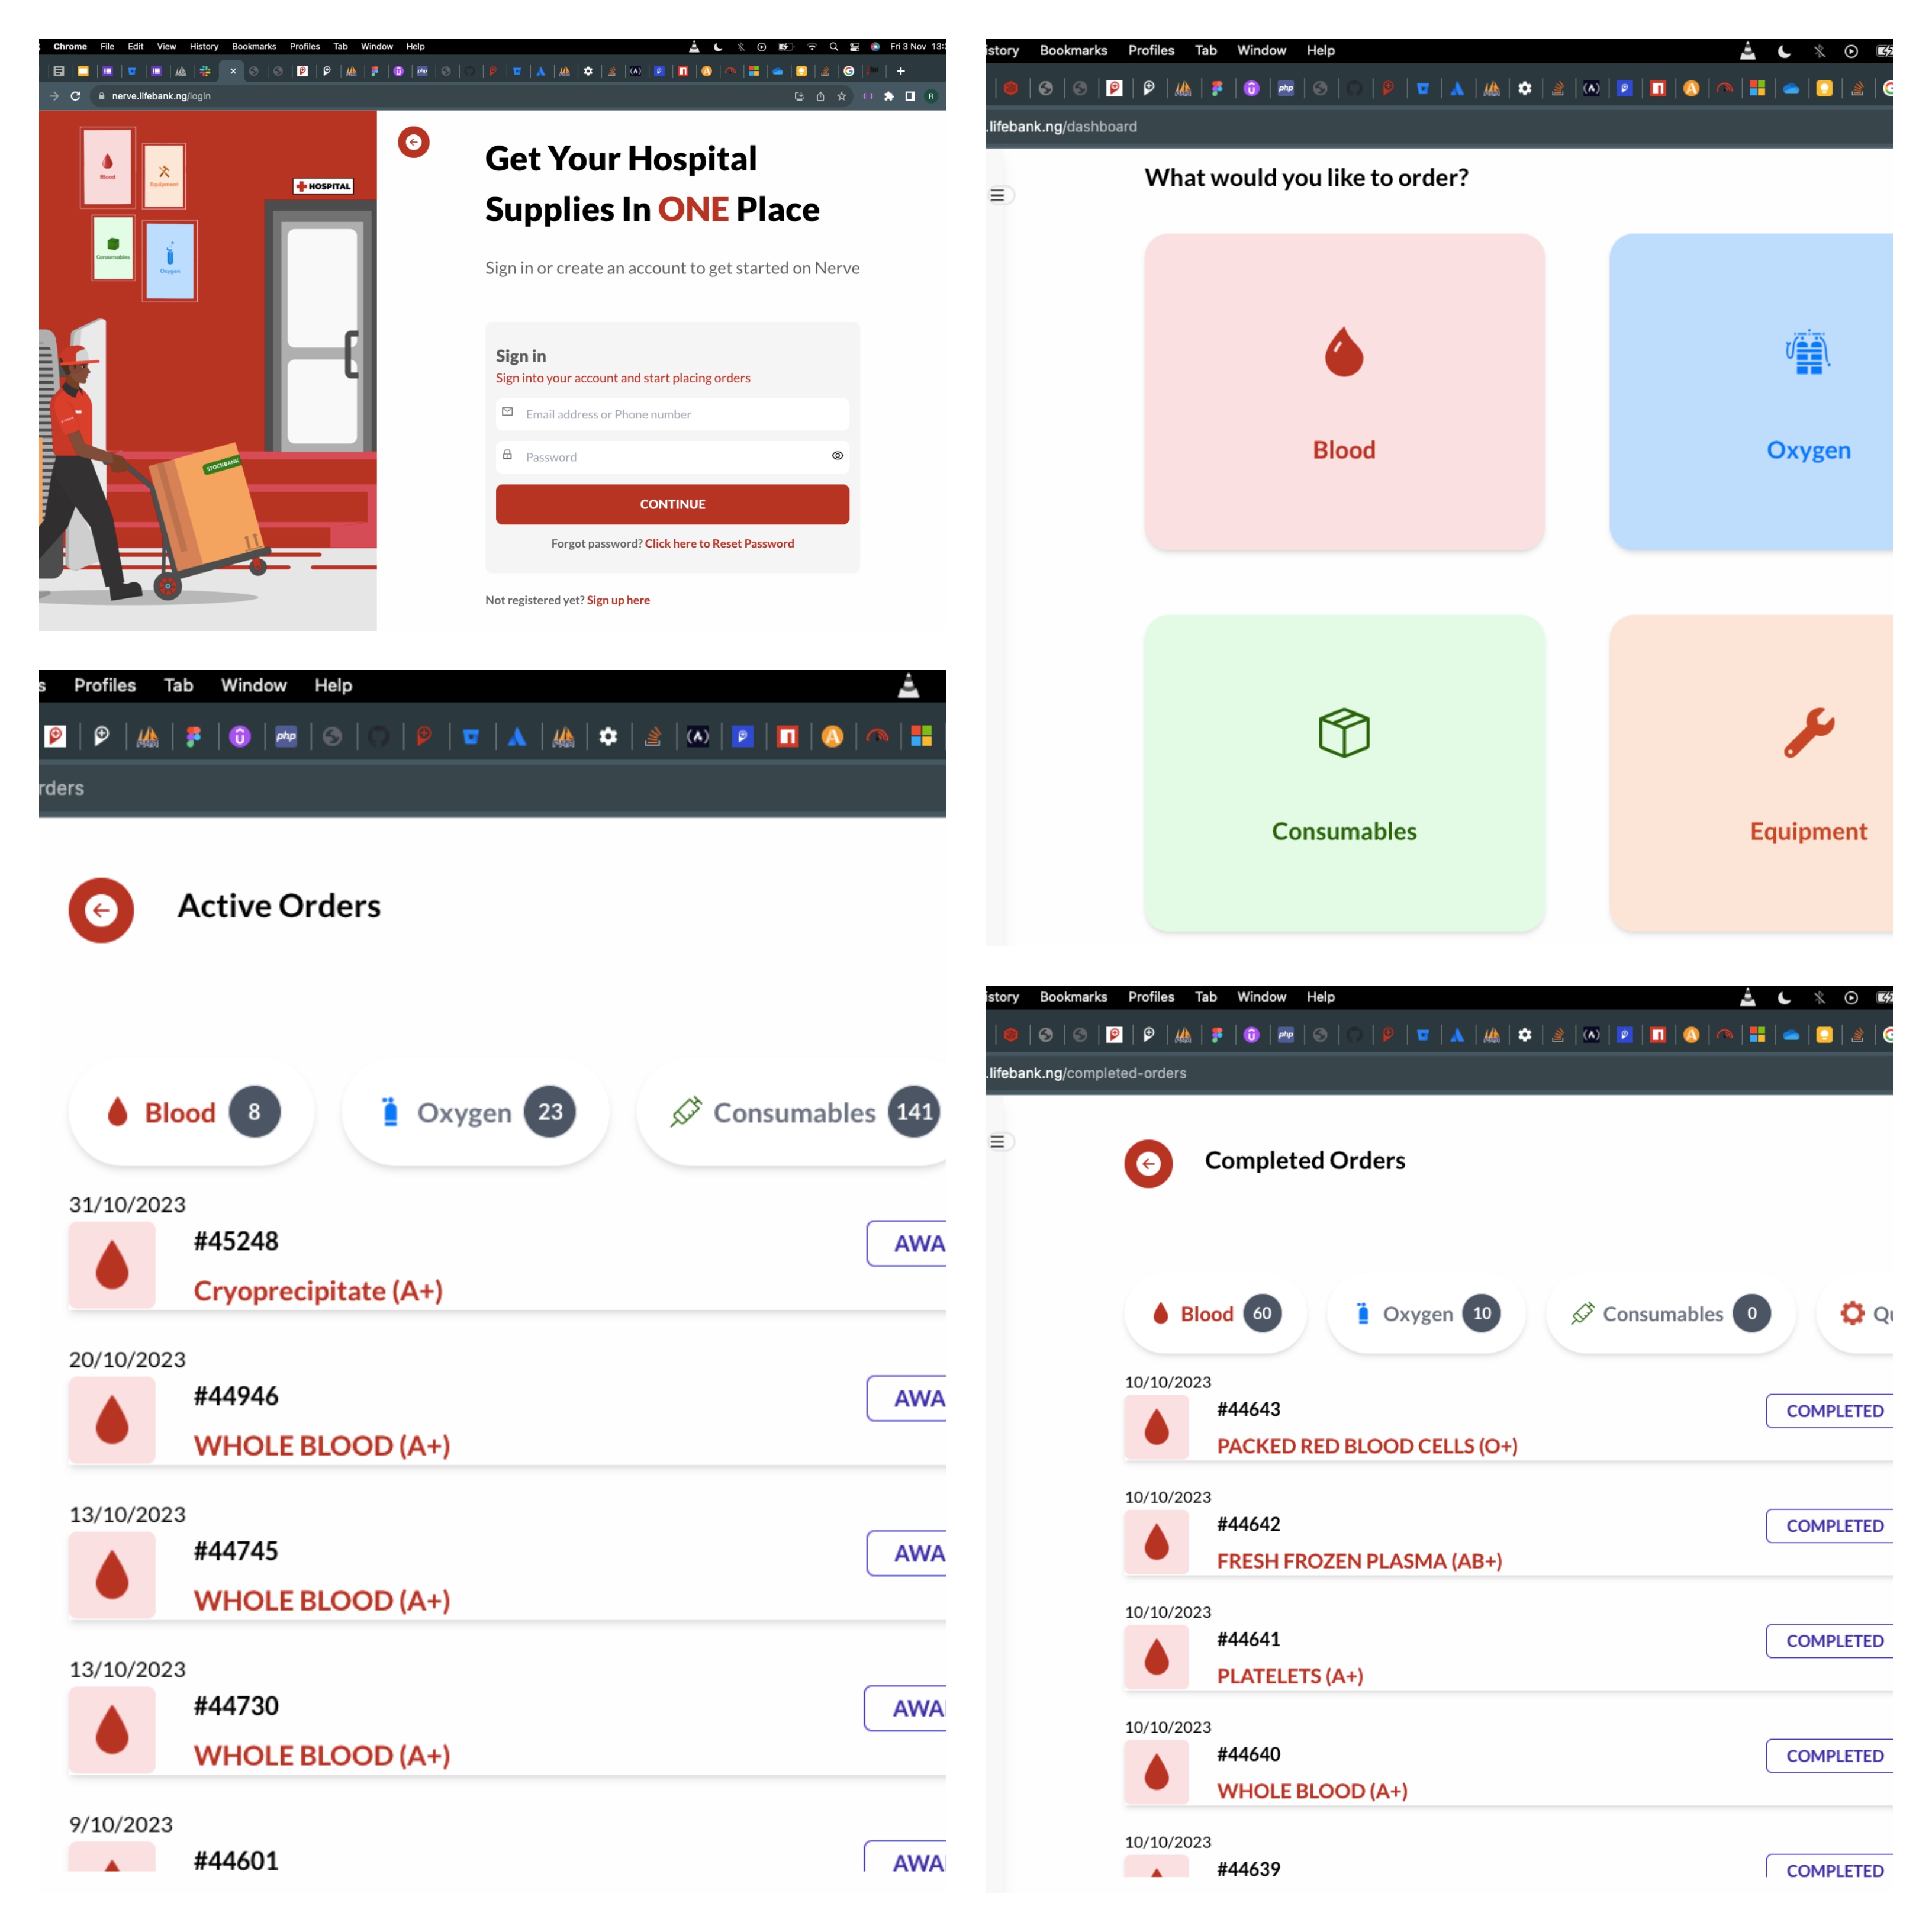 Chrome File Edit View History Bookmarks Profiles Tab Window Help
Fri 3 Nov 13:
nerve.lifebank.ng/login
Blood
Equipment
Consumables
Oxygen
HOSPITAL
STOCKBANK
Get Your Hospital
Supplies In ONE Place
Sign in or create an account to get started on Nerve
Sign in
Sign into your account and start placing orders
Email address or Phone number
Password
CONTINUE
Forgot password? Click here to Reset Password
Not registered yet? Sign up here
istory Bookmarks Profiles Tab Window Help
php
.lifebank.ng/dashboard
What would you like to order?
Blood
Oxygen
Consumables
Equipment
s Profiles Tab Window Help
php
rders
Active Orders
Blood 8
Oxygen 23
Consumables 141
31/10/2023
#45248
AWA
Cryoprecipitate (A+)
20/10/2023
#44946
AWA
WHOLE BLOOD (A+)
13/10/2023
#44745
AWA
WHOLE BLOOD (A+)
13/10/2023
#44730
AWA
WHOLE BLOOD (A+)
9/10/2023
#44601
AWA
istory Bookmarks Profiles Tab Window Help
php
.lifebank.ng/completed-orders
Completed Orders
Blood 60
Oxygen 10
Consumables 0
10/10/2023
#44643
COMPLETED
PACKED RED BLOOD CELLS (O+)
10/10/2023
#44642
COMPLETED
FRESH FROZEN PLASMA (AB+)
10/10/2023
#44641
COMPLETED
PLATELETS (A+)
10/10/2023
#44640
COMPLETED
WHOLE BLOOD (A+)
10/10/2023
#44639
COMPLETED